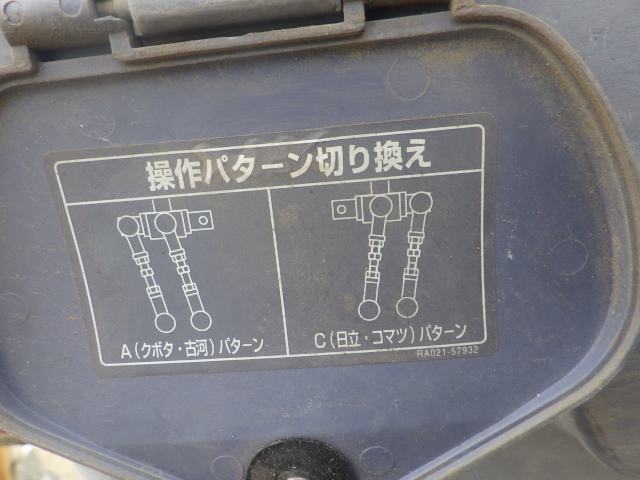 操作パターン切り換え
A(クボタ・古河)パターン
C(日立・コマツ)パターン
RA021-57932